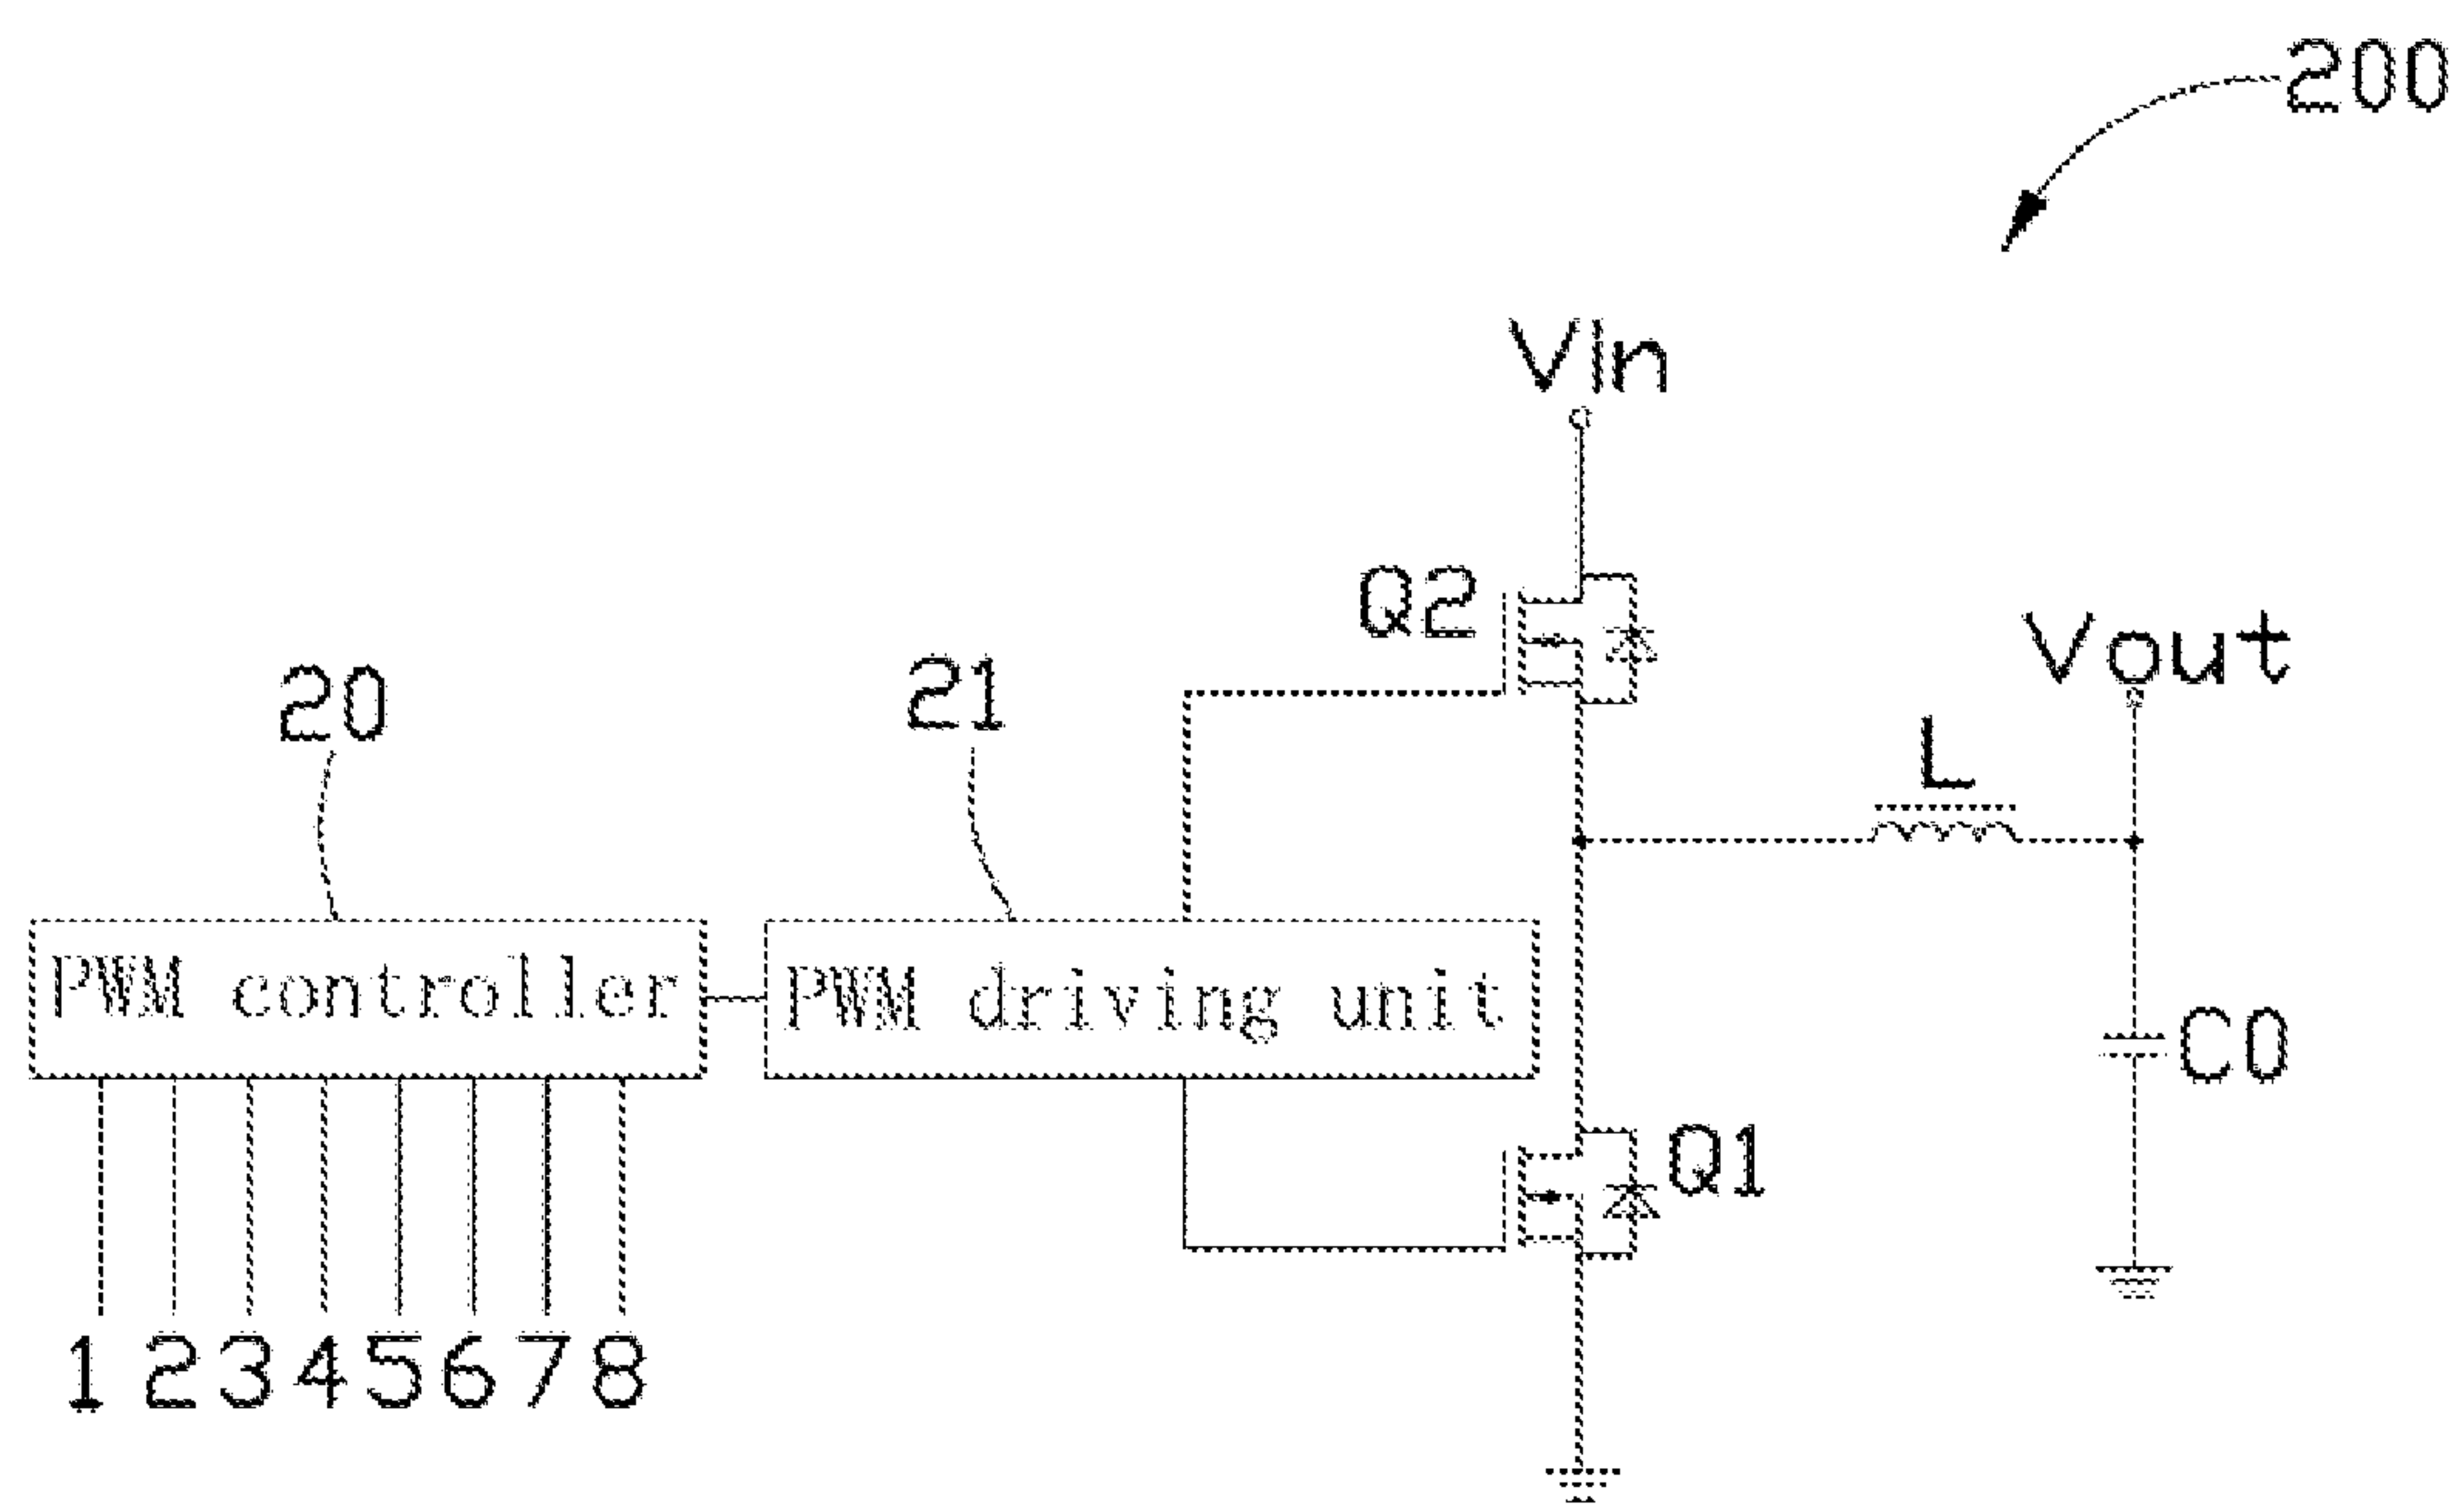 200
VIn
Q2
Vout
20
21
L
PWM controller
PWM driving unit
C0
Q1
1 2 3 4 5 6 7 8